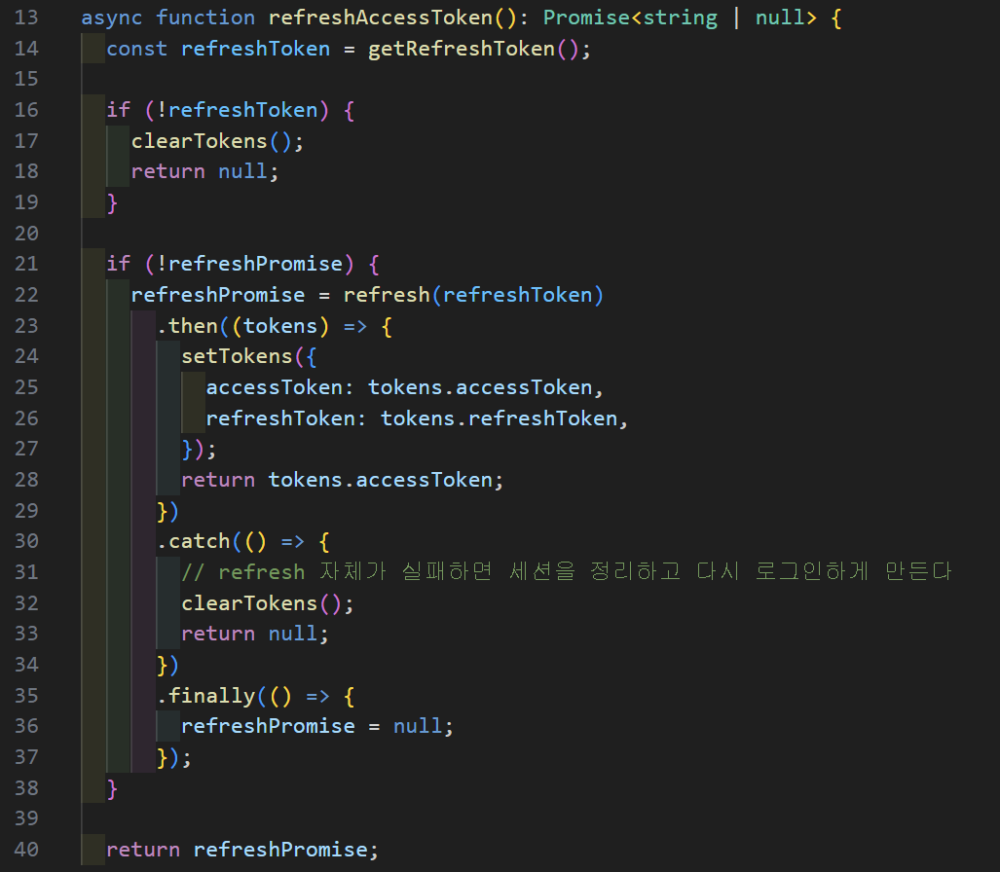 13 async function refreshAccessToken(): Promise<string | null> {
14   const refreshToken = getRefreshToken();
15
16   if (!refreshToken) {
17     clearTokens();
18     return null;
19   }
20
21   if (!refreshPromise) {
22     refreshPromise = refresh(refreshToken)
23       .then((tokens) => {
24         setTokens({
25           accessToken: tokens.accessToken,
26           refreshToken: tokens.refreshToken,
27         });
28         return tokens.accessToken;
29       })
30       .catch(() => {
31         // refresh 자체가 실패하면 세션을 정리하고 다시 로그인하게 만든다
32         clearTokens();
33         return null;
34       })
35       .finally(() => {
36         refreshPromise = null;
37       });
38   }
39
40   return refreshPromise;